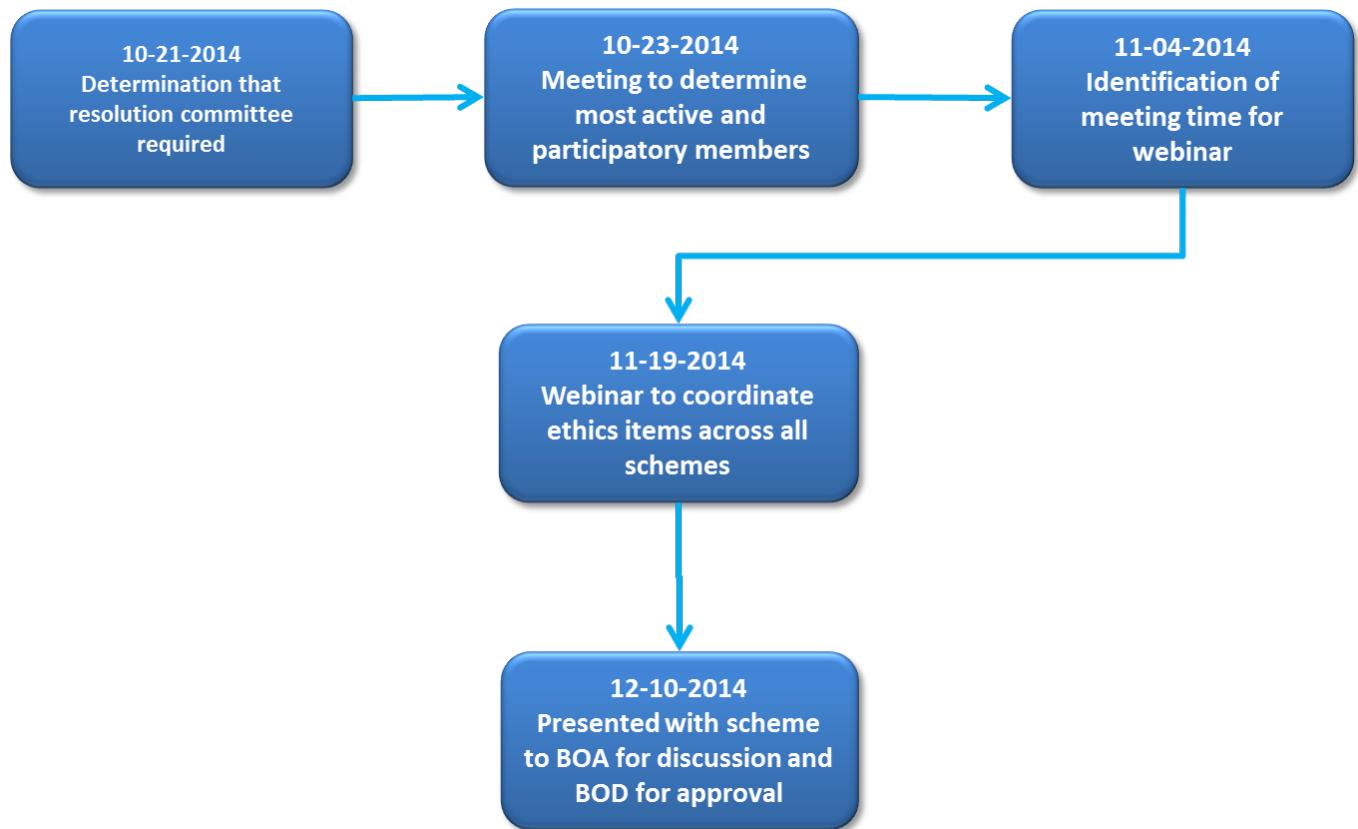 10-21-2014
Determination that
resolution committee
required
10-23-2014
Meeting to determine
most active and
participatory members
11-04-2014
Identification of
meeting time for
webinar
11-19-2014
Webinar to coordinate
ethics items across all
schemes
12-10-2014
Presented with scheme
to BOA for discussion and
BOD for approval